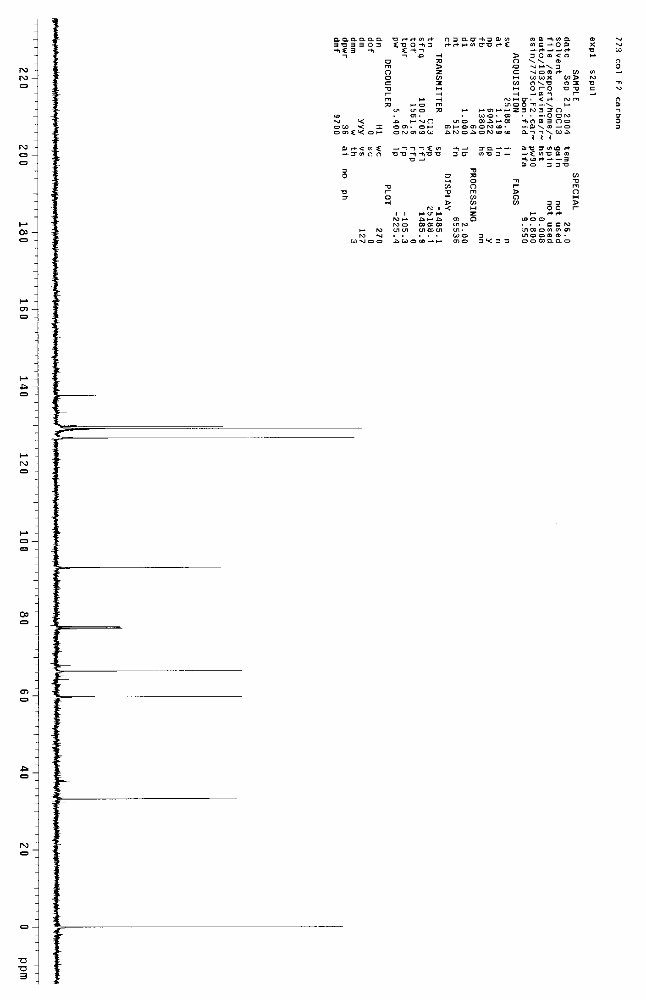 773 col F2 carbon
exp1 s2pul
SAMPLE SPECIAL
date Sep 21 2004 temp 26.0
solvent CDCl3 gain not used
file /export/home/~ spin not used
auto/103/Lavinia/r~ hst 0.008
esin/773col.F2.car~ pw90 10.800
bon.fid alfa 9.550
ACQUISITION FLAGS
sw 25188.9 il n
at 1.199 in n
np 60422 dp y
fb 13800 hs nn
bs 64 PROCESSING
d1 1.000 lb 2.00
nt 512 fn 65536
ct 64 DISPLAY
TRANSMITTER sp -1485.1
tn C13 wp 25188.1
sfrq 100.709 rfl 1485.9
tof 1561.6 rfp 0
tpwr 62 rp -105.3
pw 5.400 lp -225.4
DECOUPLER PLOT
dn H1 wc 270
dof 0 sc 0
dm yyy vs 127
dmm w th 3
dpwr 36 ai no ph
dmf 9700
220 200 180 160 140 120 100 80 60 40 20 0 ppm